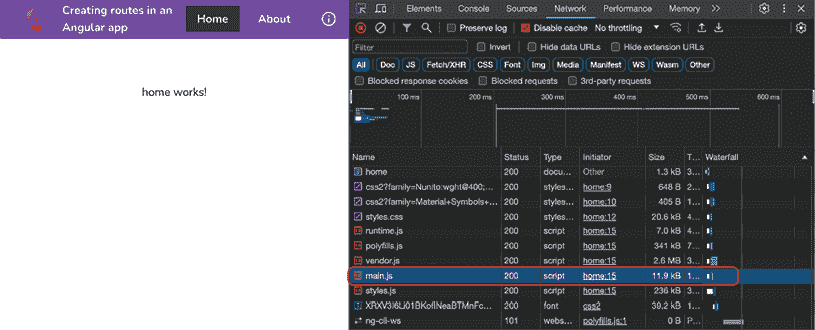 Creating routes in an
Angular app
Home
About
home works!
Elements Console Sources Network Performance Memory
Preserve log Disable cache No throttling
Filter Invert Hide data URLs Hide extension URLs
All Doc JS Fetch/XHR CSS Font Img Media Manifest WS Wasm Other
Blocked response cookies Blocked requests 3rd-party requests
100 ms 200 ms 300 ms 400 ms 500 ms 600 ms
Name Status Type Initiator Size T... Waterfall
home 200 docu... Other 1.3 kB 3...
css2?family=Nunito:wght@400;... 200 styles... home:9 648 B 2...
css2?family=Material+Symbols+... 200 styles... home:10 405 B 1...
styles.css 200 styles... home:12 20.6 kB 4...
runtime.js 200 script home:15 7.0 kB 4...
polyfills.js 200 script home:15 341 kB 7...
vendor.js 200 script home:15 2.6 MB 3...
main.js 200 script home:15 11.9 kB 1...
styles.js 200 script home:15 236 kB 3...
200 font css2 39.2 kB 1...
ng-cli-ws 101 webs... polyfills.js:1 0 B P...